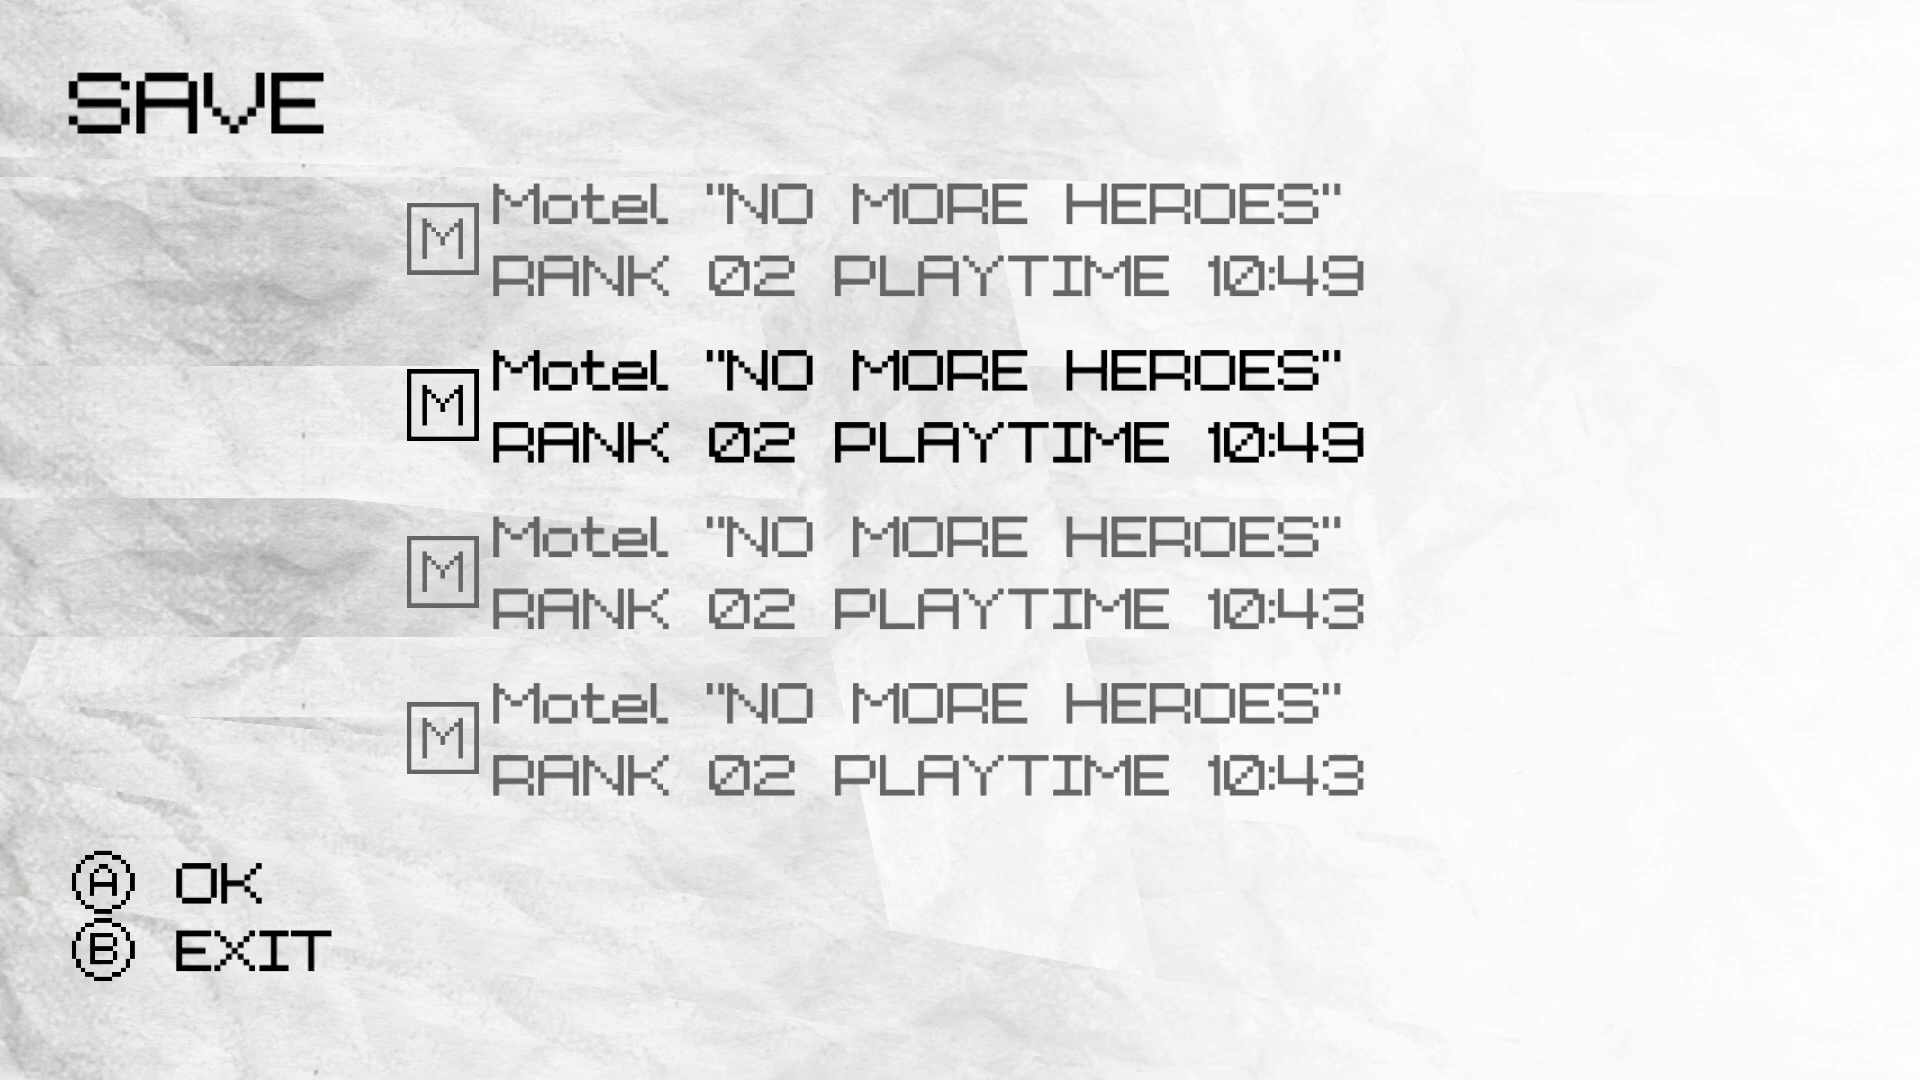 SAVE
M Motel "NO MORE HEROES"
RANK 02 PLAYTIME 10:49
M Motel "NO MORE HEROES"
RANK 02 PLAYTIME 10:49
M Motel "NO MORE HEROES"
RANK 02 PLAYTIME 10:43
M Motel "NO MORE HEROES"
RANK 02 PLAYTIME 10:43
A OK
B EXIT